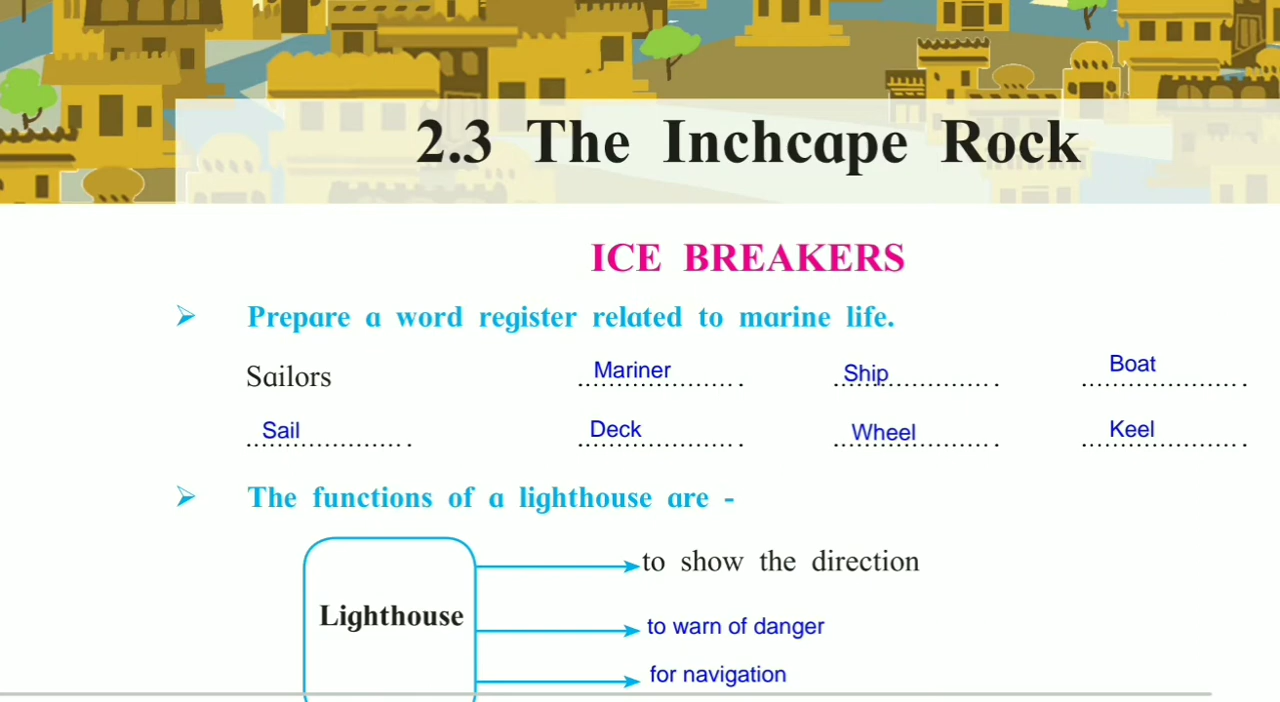 2.3 The Inchcape Rock
ICE BREAKERS
➢ Prepare a word register related to marine life.
Sailors Mariner Ship Boat
Sail Deck Wheel Keel
➢ The functions of a lighthouse are -
to show the direction
Lighthouse
to warn of danger
for navigation